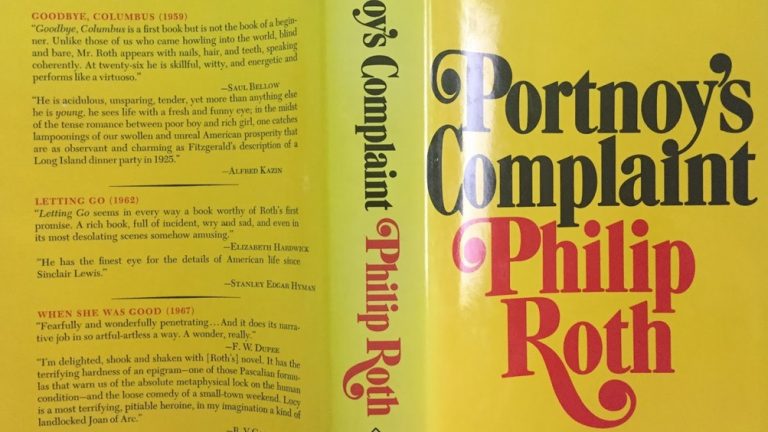 GOODBYE, COLUMBUS (1959)
"Goodbye, Columbus is a first book but is not the book of a begin-
ner. Unlike those of us who came howling into the world, blind
and bare, Mr. Roth appears with nails, hair, and teeth, speaking
coherently. At twenty-six he is skillful, witty, and energetic and
performs like a virtuoso."
—SAUL BELLOW
"He is acidulous, unsparing, tender, yet more than anything else
he is young, he sees life with a fresh and funny eye; in the midst
of the tense romance between poor boy and rich girl, one catches
lampoonings of our swollen and unreal American prosperity that
are as observant and charming as Fitzgerald's description of a
Long Island dinner party in 1925."
—ALFRED KAZIN
LETTING GO (1962)
"Letting Go seems in every way a book worthy of Roth's first
promise. A rich book, full of incident, wry and sad, and even in
its most desolating scenes somehow amusing."
—ELIZABETH HARDWICK
"He has the finest eye for the details of American life since
Sinclair Lewis."
—STANLEY EDGAR HYMAN
WHEN SHE WAS GOOD (1967)
"Fearfully and wonderfully penetrating...And it does its narra-
tive job in so artful-artless a way. A wonder, really."
—F. W. DUPEE
"I'm delighted, shook and shaken with [Roth's] novel. It has the
terrifying hardness of an epigram—one of those Pascalian formu-
las that warn us of the absolute metaphysical lock on the human
condition—and the loose comedy of a small-town weekend. Lucy
is a most terrifying, pitiable heroine, in my imagination a kind of
landlocked Joan of Arc."
oy's Complaint Philip Roth
Portnoy's
Complaint
Philip
Roth